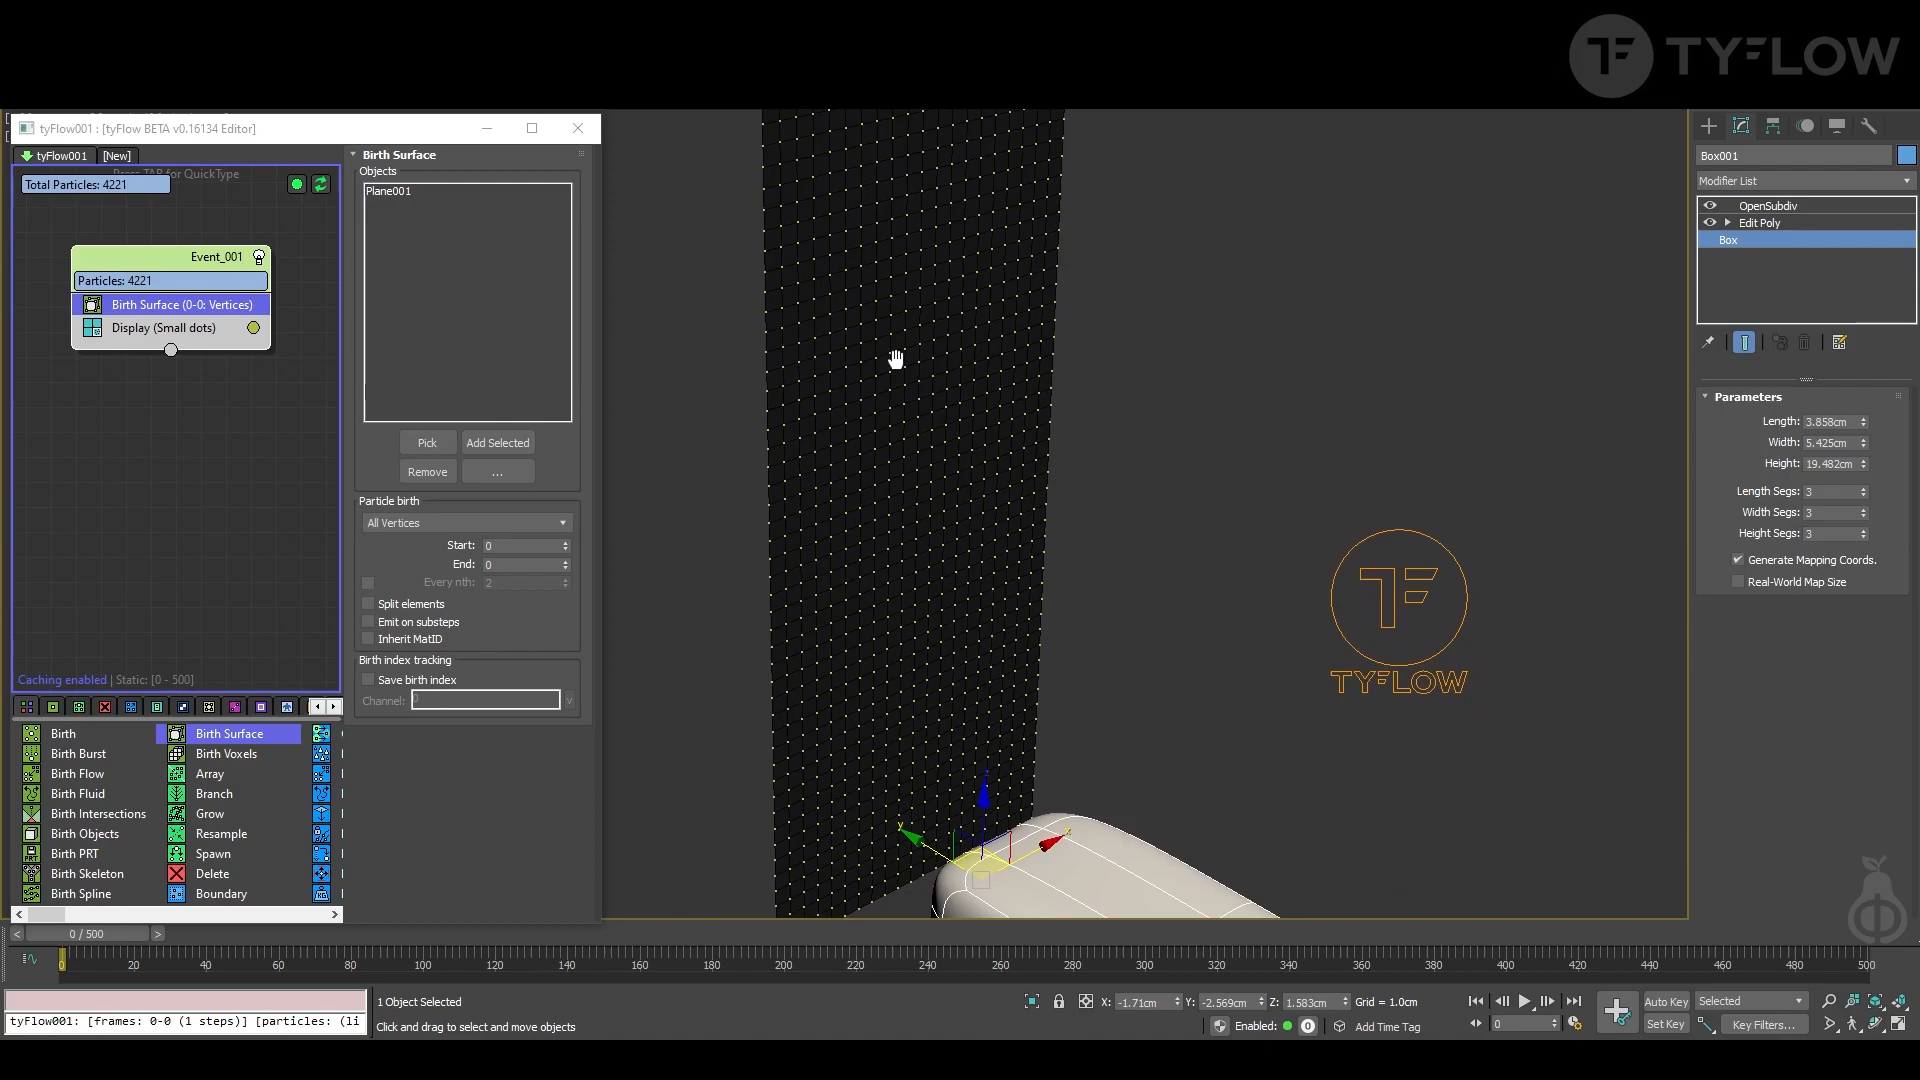 TYFLOW
tyFlow001 : [tyFlow BETA v0.16134 Editor]
tyFlow001
[New]
Press TAB for QuickType
Total Particles: 4221
Event_001
Particles: 4221
Birth Surface (0-0: Vertices)
Display (Small dots)
Caching enabled | Static: [0 - 500]
Birth
Birth Burst
Birth Flow
Birth Fluid
Birth Intersections
Birth Objects
Birth PRT
Birth Skeleton
Birth Spline
Birth Surface
Birth Voxels
Array
Branch
Grow
Resample
Spawn
Delete
Boundary
Birth Surface
Objects
Plane001
Pick
Add Selected
Remove
...
Particle birth
All Vertices
Start: 0
End: 0
Every nth: 2
Split elements
Emit on substeps
Inherit MatID
Birth index tracking
Save birth index
Channel: 0
TYFLOW
z
y
x
Box001
Modifier List
OpenSubdiv
Edit Poly
Box
Parameters
Length: 3.858cm
Width: 5.425cm
Height: 19.482cm
Length Segs: 3
Width Segs: 3
Height Segs: 3
Generate Mapping Coords.
Real-World Map Size
< 0 / 500 >
0 20 40 60 80 100 120 140 160 180 200 220 240 260 280 300 320 340 360 380 400 420 440 460 480 500
tyFlow001: [frames: 0-0 (1 steps)] [particles: (li
1 Object Selected
Click and drag to select and move objects
X: -1.71cm Y: -2.569cm Z: 1.583cm Grid = 1.0cm
Enabled: 0 Add Time Tag
0
Auto Key Selected
Set Key Key Filters...